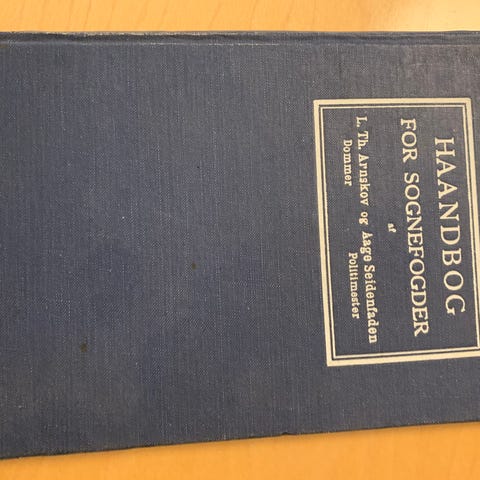 HAANDBOG
FOR SOGNEFOGDER
af
L. Th. Arnskov og Aage Seidenfaden
Dommer Politimester